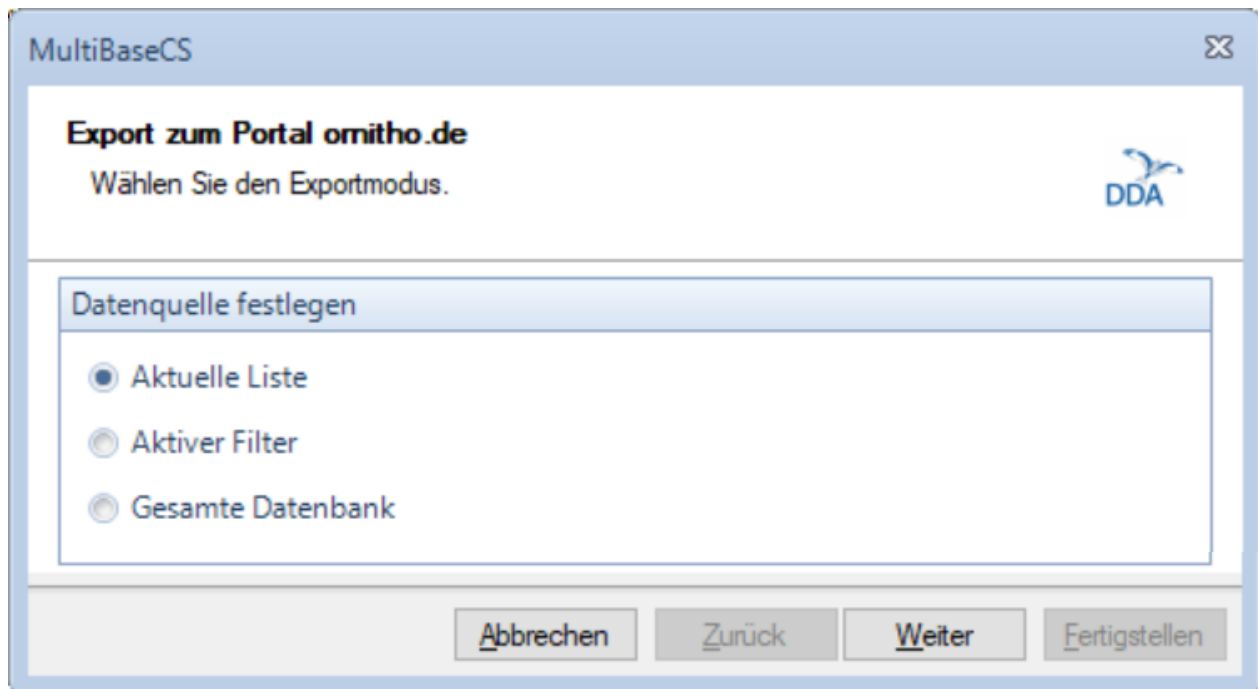 MultiBaseCS
Export zum Portal ornitho.de
Wählen Sie den Exportmodus.
DDA
Datenquelle festlegen
Aktuelle Liste
Aktiver Filter
Gesamte Datenbank
Abbrechen Zurück Weiter Fertigstellen